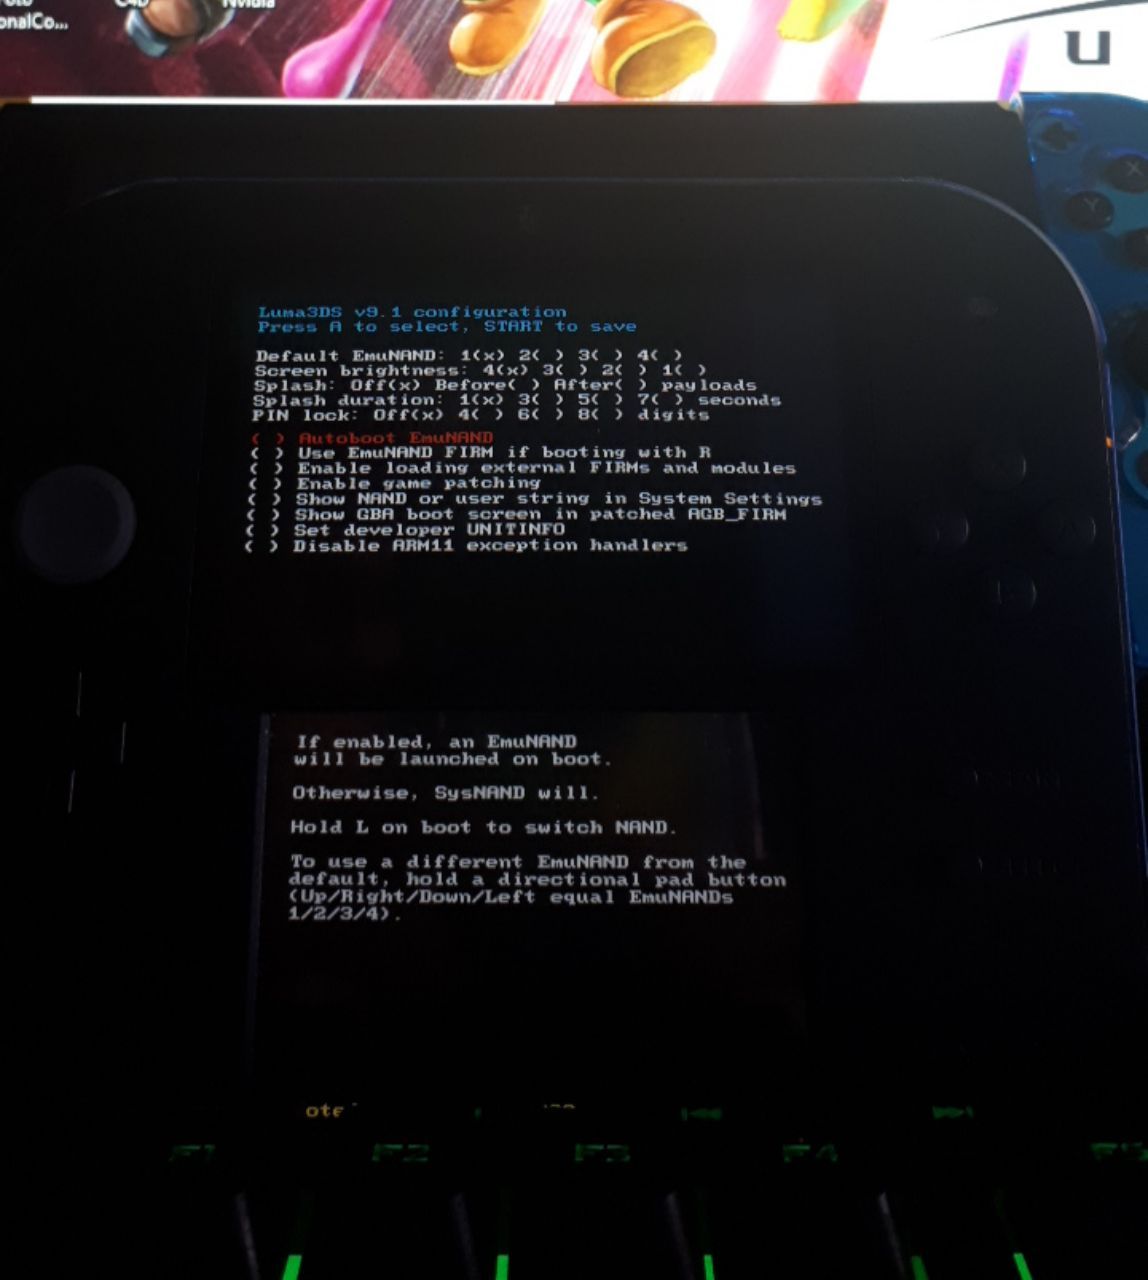 onalCo...
Nvidia
U
Luma3DS v9.1 configuration
Press A to select, START to save
Default EmuNAND: 1(x) 2( ) 3( ) 4( )
Screen brightness: 4(x) 3( ) 2( ) 1( )
Splash: Off(x) Before( ) After( ) payloads
Splash duration: 1(x) 3( ) 5( ) 7( ) seconds
PIN lock: Off(x) 4( ) 6( ) 8( ) digits
( ) Autoboot EmuNAND
( ) Use EmuNAND FIRM if booting with R
( ) Enable loading external FIRMs and modules
( ) Enable game patching
( ) Show NAND or user string in System Settings
( ) Show GBA boot screen in patched AGB_FIRM
( ) Set developer UNITINFO
( ) Disable ARM11 exception handlers
X
Y
A
If enabled, an EmuNAND
will be launched on boot.
Otherwise, SysNAND will.
Hold L on boot to switch NAND.
To use a different EmuNAND from the
default, hold a directional pad button
(Up/Right/Down/Left equal EmuNANDs
1/2/3/4).
F1 F2 F3 F4 F5